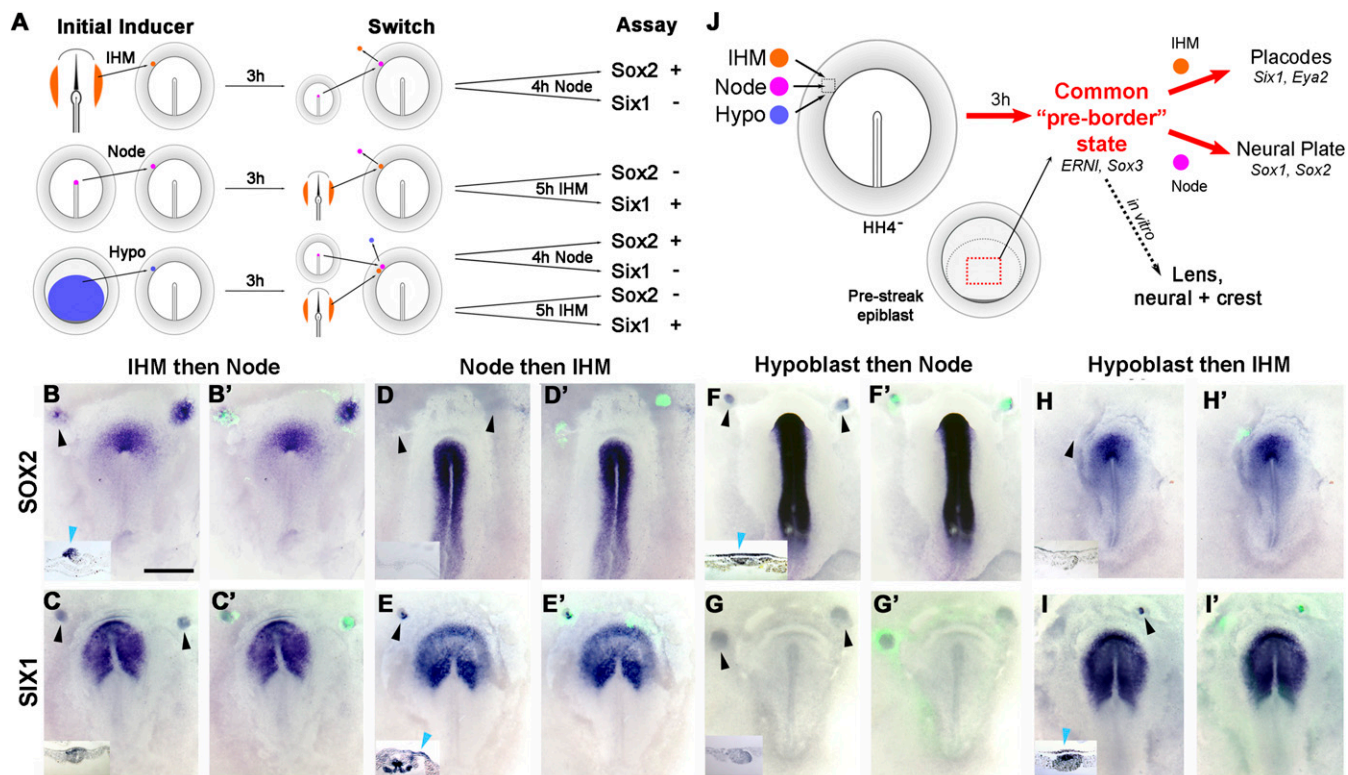 A
Initial Inducer
Switch
Assay
IHM
3h
4h Node
Sox2 +
Six1 -
Node
3h
5h IHM
Sox2 -
Six1 +
Hypo
3h
4h Node
Sox2 +
Six1 -
5h IHM
Sox2 -
Six1 +
J
IHM
Node
Hypo
HH4-
3h
Common
"pre-border"
state
ERNI, Sox3
IHM
Placodes
Six1, Eya2
Node
Neural Plate
Sox1, Sox2
in vitro
Lens,
neural + crest
Pre-streak
epiblast
IHM then Node
Node then IHM
Hypoblast then Node
Hypoblast then IHM
SOX2
B
B'
D
D'
F
F'
H
H'
SIX1
C
C'
E
E'
G
G'
I
I'